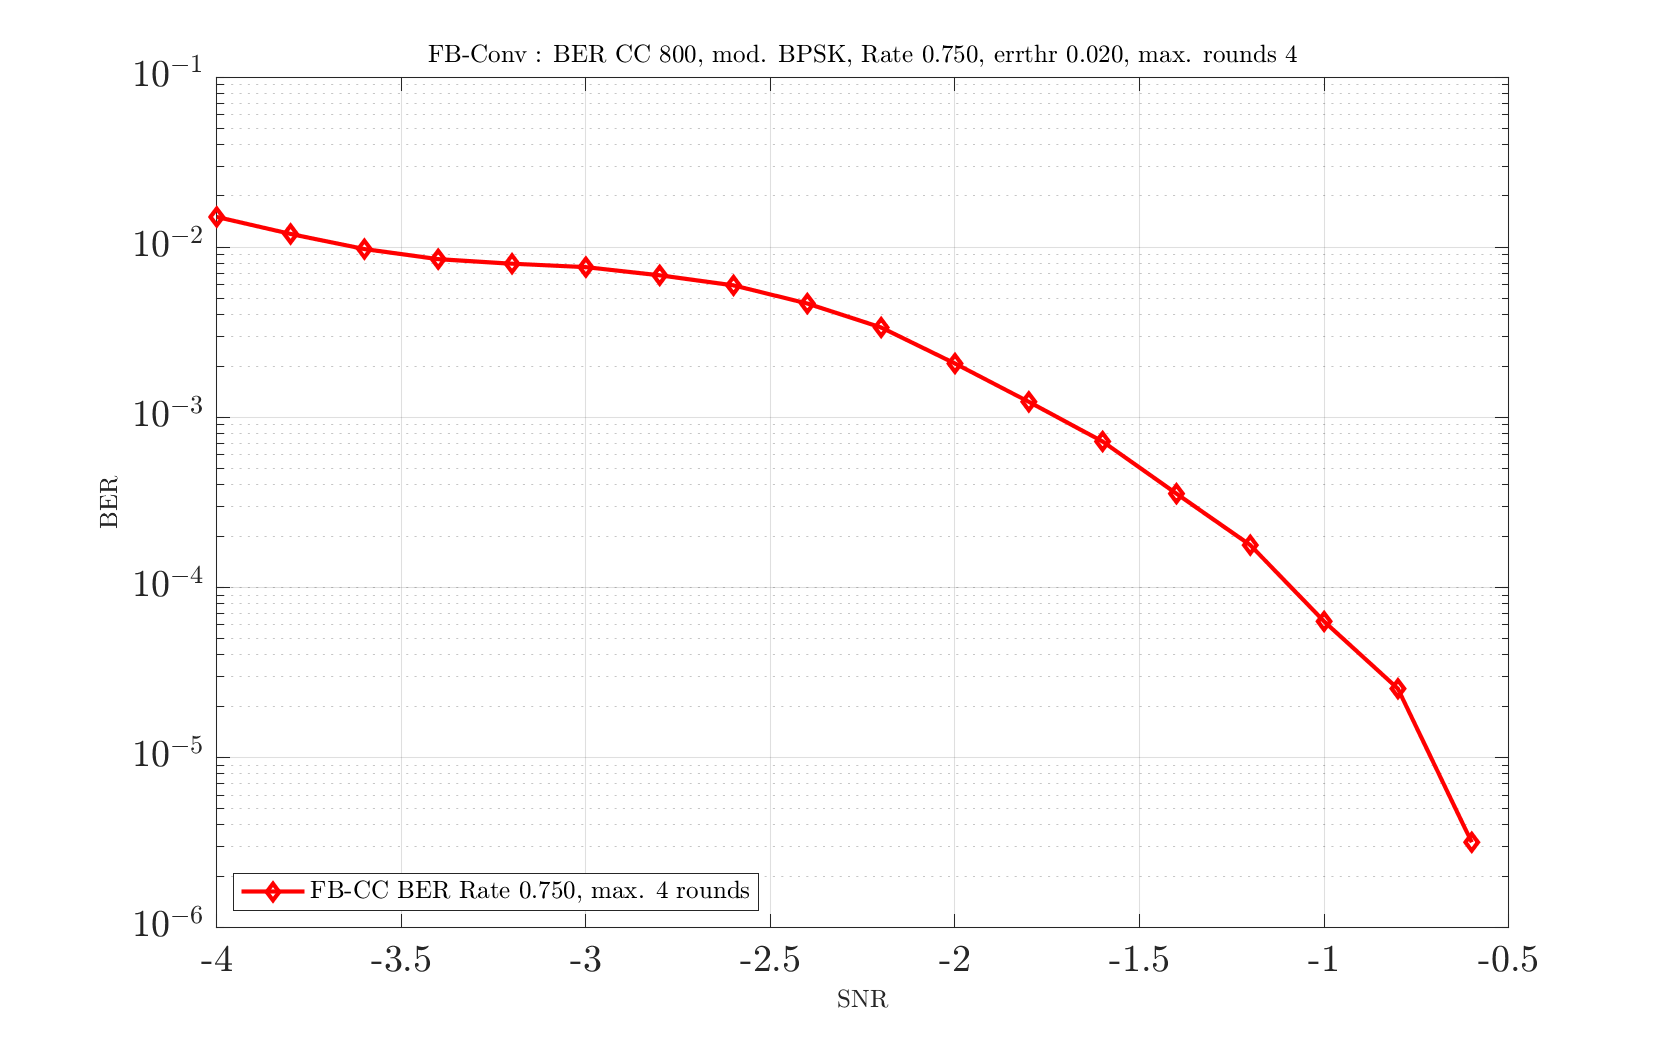 FB-Conv : BER CC 800, mod. BPSK, Rate 0.750, errthr 0.020, max. rounds 4
10^{-1}
10^{-2}
10^{-3}
10^{-4}
10^{-5}
10^{-6}
BER
FB-CC BER Rate 0.750, max. 4 rounds
-4 -3.5 -3 -2.5 -2 -1.5 -1 -0.5
SNR